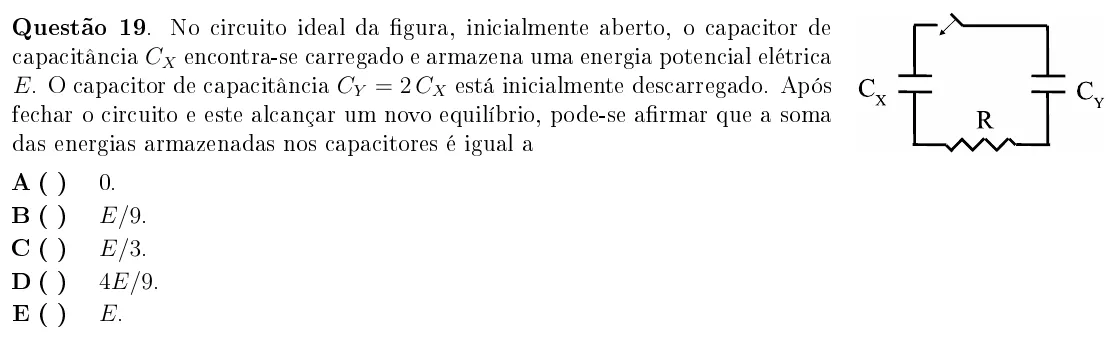 Questão 19. No circuito ideal da figura, inicialmente aberto, o capacitor de
capacitância C_X encontra-se carregado e armazena uma energia potencial elétrica
E. O capacitor de capacitância C_Y = 2 C_X está inicialmente descarregado. Após
fechar o circuito e este alcançar um novo equilíbrio, pode-se afirmar que a soma
das energias armazenadas nos capacitores é igual a
A ( ) 0.
B ( ) E/9.
C ( ) E/3.
D ( ) 4E/9.
E ( ) E.
C_X
R
C_Y